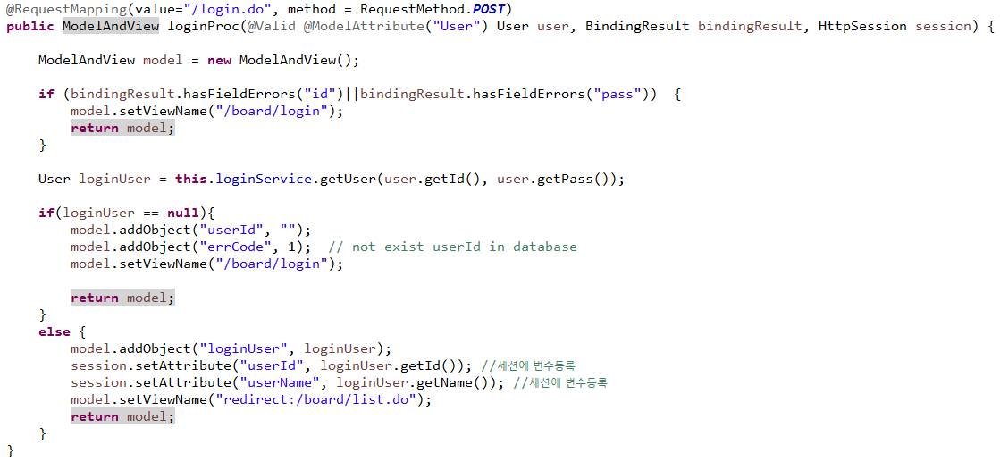 @RequestMapping(value="/login.do", method = RequestMethod.POST)
public ModelAndView loginProc(@Valid @ModelAttribute("User") User user, BindingResult bindingResult, HttpSession session) {
ModelAndView model = new ModelAndView();
if (bindingResult.hasFieldErrors("id")||bindingResult.hasFieldErrors("pass"))  {
model.setViewName("/board/login");
return model;
}
User loginUser = this.loginService.getUser(user.getId(), user.getPass());
if(loginUser == null){
model.addObject("userId", "");
model.addObject("errCode", 1);  // not exist userId in database
model.setViewName("/board/login");
return model;
}
else {
model.addObject("loginUser", loginUser);
session.setAttribute("userId", loginUser.getId()); //세션에 변수등록
session.setAttribute("userName", loginUser.getName()); //세션에 변수등록
model.setViewName("redirect:/board/list.do");
return model;
}
}